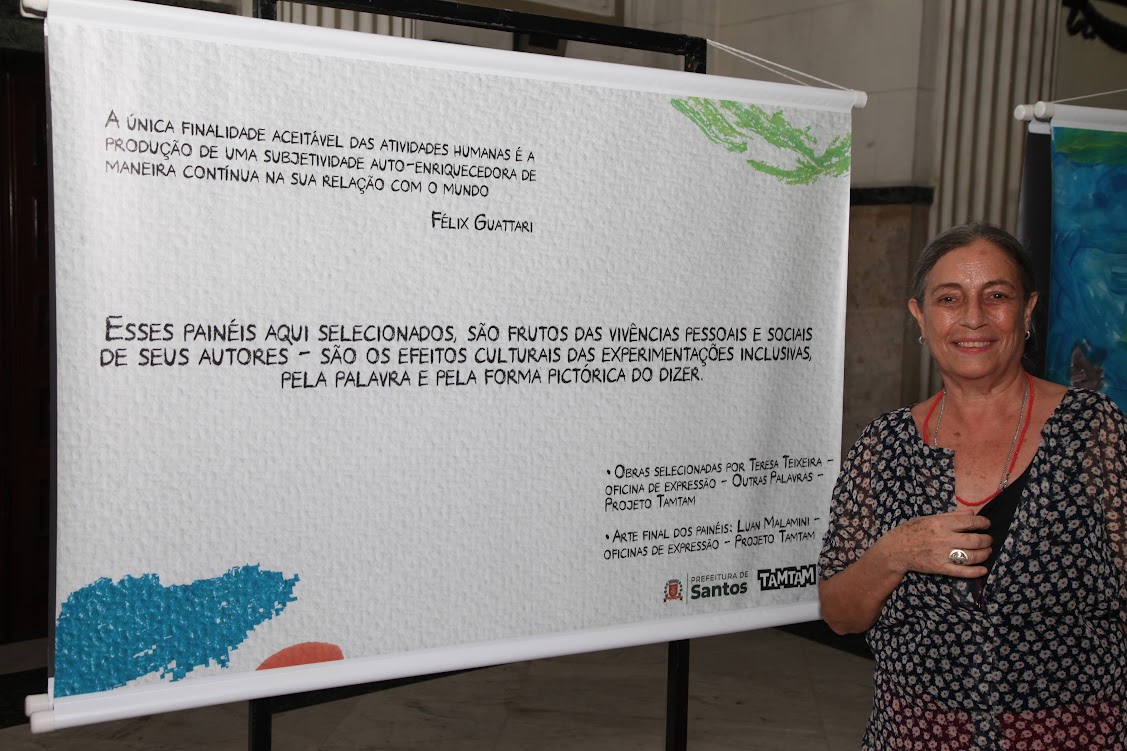 A ÚNICA FINALIDADE ACEITÁVEL DAS ATIVIDADES HUMANAS É A
PRODUÇÃO DE UMA SUBJETIVIDADE AUTO-ENRIQUECEDORA DE
MANEIRA CONTÍNUA NA SUA RELAÇÃO COM O MUNDO
FÉLIX GUATTARI
ESSES PAINÉIS AQUI SELECIONADOS, SÃO FRUTOS DAS VIVÊNCIAS PESSOAIS E SOCIAIS
DE SEUS AUTORES - SÃO OS EFEITOS CULTURAIS DAS EXPERIMENTAÇÕES INCLUSIVAS,
PELA PALAVRA E PELA FORMA PICTÓRICA DO DIZER.
• OBRAS SELECIONADAS POR TERESA TEIXEIRA -
OFICINA DE EXPRESSÃO - OUTRAS PALAVRAS -
PROJETO TAMTAM
• ARTE FINAL DOS PAINÉIS: LUAN MALAMINI -
OFICINAS DE EXPRESSÃO - PROJETO TAMTAM
PREFEITURA DE
Santos
TAMTAM